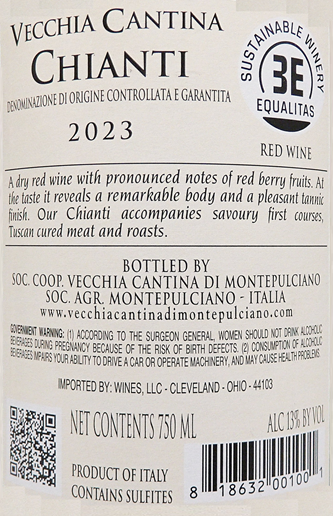 VECCHIA CANTINA
CHIANTI
DENOMINAZIONE DI ORIGINE CONTROLLATA E GARANTITA
2023
SUSTAINABLE WINERY
3E
EQUALITAS
RED WINE
A dry red wine with pronounced notes of red berry fruits. At
the taste it reveals a remarkable body and a pleasant tannic
finish. Our Chianti accompanies savoury first courses,
Tuscan cured meat and roasts.
BOTTLED BY
SOC. COOP. VECCHIA CANTINA DI MONTEPULCIANO
SOC. AGR. MONTEPULCIANO - ITALIA
www.vecchiacantinadimontepulciano.com
GOVERNMENT WARNING: (1) ACCORDING TO THE SURGEON GENERAL, WOMEN SHOULD NOT DRINK ALCOHOLIC
BEVERAGES DURING PREGNANCY BECAUSE OF THE RISK OF BIRTH DEFECTS. (2) CONSUMPTION OF ALCOHOLIC
BEVERAGES IMPAIRS YOUR ABILITY TO DRIVE A CAR OR OPERATE MACHINERY, AND MAY CAUSE HEALTH PROBLEMS.
IMPORTED BY: WINES, LLC - CLEVELAND - OHIO - 44103
NET CONTENTS 750 ML
ALC 13% BY VOL
PRODUCT OF ITALY
CONTAINS SULFITES
8 18632 00100 1